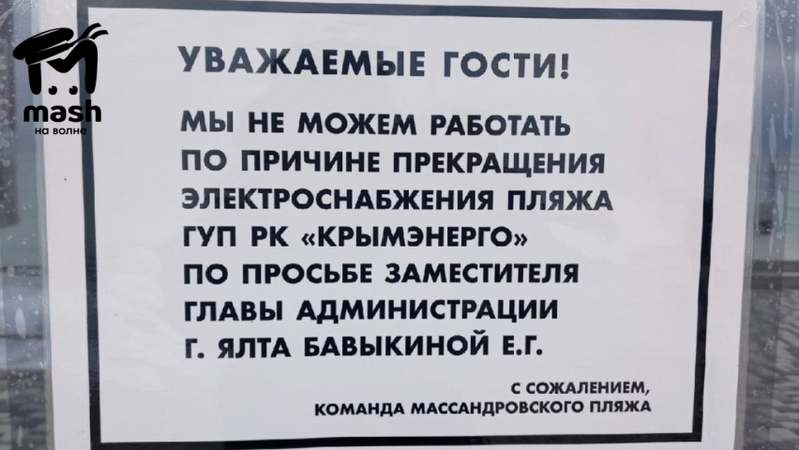 mash
на волне
УВАЖАЕМЫЕ ГОСТИ!
МЫ НЕ МОЖЕМ РАБОТАТЬ
ПО ПРИЧИНЕ ПРЕКРАЩЕНИЯ
ЭЛЕКТРОСНАБЖЕНИЯ ПЛЯЖА
ГУП РК «КРЫМЭНЕРГО»
ПО ПРОСЬБЕ ЗАМЕСТИТЕЛЯ
ГЛАВЫ АДМИНИСТРАЦИИ
Г. ЯЛТА БАВЫКИНОЙ Е.Г.
С СОЖАЛЕНИЕМ,
КОМАНДА МАССАНДРОВСКОГО ПЛЯЖА